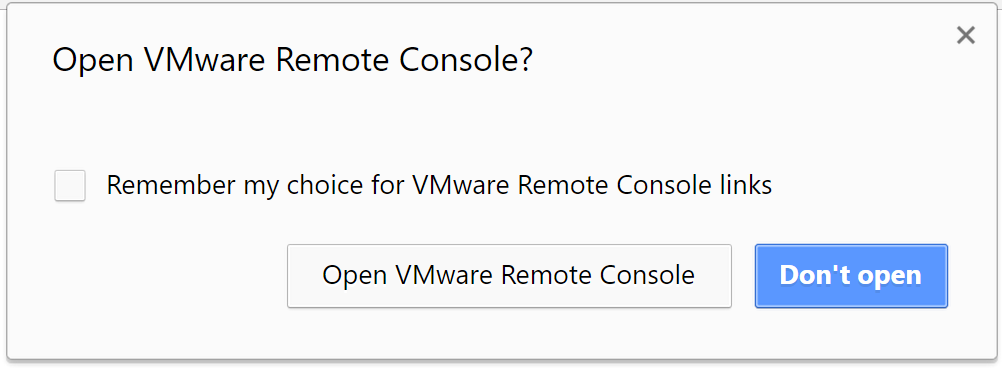 Open VMware Remote Console?
Remember my choice for VMware Remote Console links
Open VMware Remote Console
Don't open